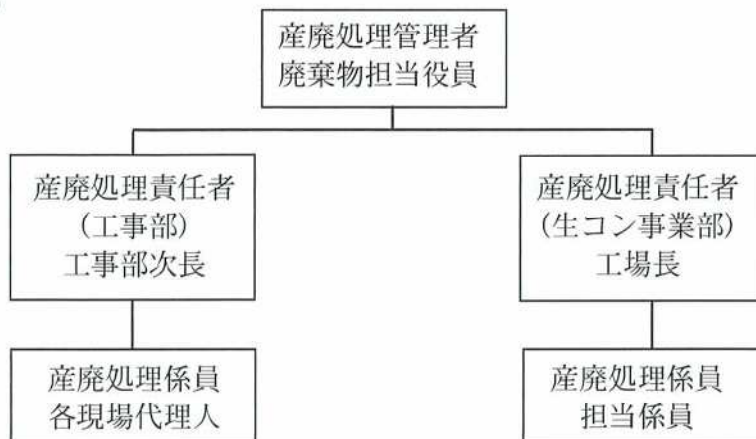 産廃処理管理者
廃棄物担当役員
産廃処理責任者
（工事部）
工事部次長
産廃処理責任者
（生コン事業部）
工場長
産廃処理係員
各現場代理人
産廃処理係員
担当係員